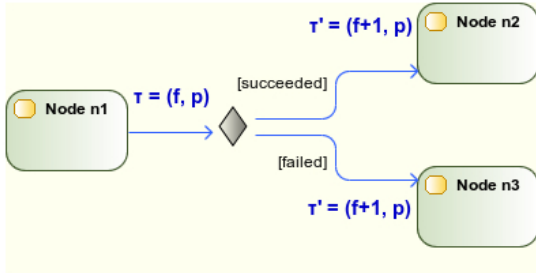 τ' = (f+1, p)
Node n2
[succeeded]
τ = (f, p)
Node n1
[failed]
Node n3
τ' = (f+1, p)